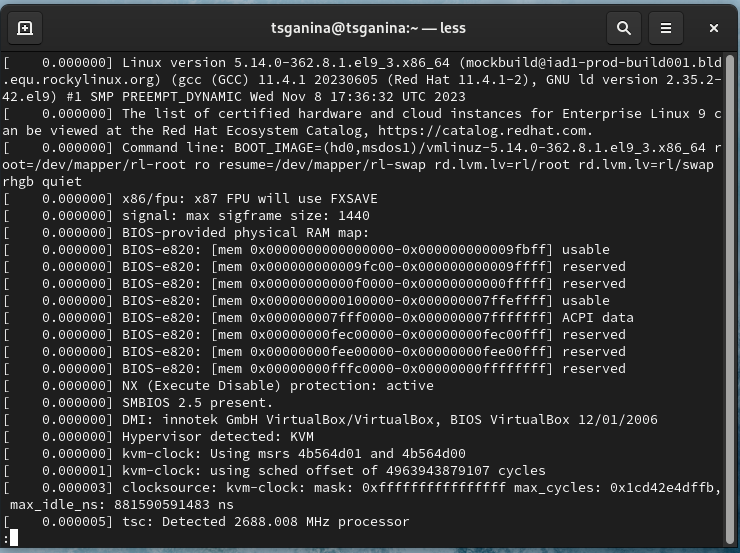 tsganina@tsganina:~ — less
[    0.000000] Linux version 5.14.0-362.8.1.el9_3.x86_64 (mockbuild@iad1-prod-build001.bld
.equ.rockylinux.org) (gcc (GCC) 11.4.1 20230605 (Red Hat 11.4.1-2), GNU ld version 2.35.2-
42.el9) #1 SMP PREEMPT_DYNAMIC Wed Nov 8 17:36:32 UTC 2023
[    0.000000] The list of certified hardware and cloud instances for Enterprise Linux 9 c
an be viewed at the Red Hat Ecosystem Catalog, https://catalog.redhat.com.
[    0.000000] Command line: BOOT_IMAGE=(hd0,msdos1)/vmlinuz-5.14.0-362.8.1.el9_3.x86_64 r
oot=/dev/mapper/rl-root ro resume=/dev/mapper/rl-swap rd.lvm.lv=rl/root rd.lvm.lv=rl/swap
rhgb quiet
[    0.000000] x86/fpu: x87 FPU will use FXSAVE
[    0.000000] signal: max sigframe size: 1440
[    0.000000] BIOS-provided physical RAM map:
[    0.000000] BIOS-e820: [mem 0x0000000000000000-0x000000000009fbff] usable
[    0.000000] BIOS-e820: [mem 0x000000000009fc00-0x000000000009ffff] reserved
[    0.000000] BIOS-e820: [mem 0x00000000000f0000-0x00000000000fffff] reserved
[    0.000000] BIOS-e820: [mem 0x0000000000100000-0x000000007ffeffff] usable
[    0.000000] BIOS-e820: [mem 0x000000007fff0000-0x000000007fffffff] ACPI data
[    0.000000] BIOS-e820: [mem 0x00000000fec00000-0x00000000fec00fff] reserved
[    0.000000] BIOS-e820: [mem 0x00000000fee00000-0x00000000fee00fff] reserved
[    0.000000] BIOS-e820: [mem 0x00000000fffc0000-0x00000000ffffffff] reserved
[    0.000000] NX (Execute Disable) protection: active
[    0.000000] SMBIOS 2.5 present.
[    0.000000] DMI: innotek GmbH VirtualBox/VirtualBox, BIOS VirtualBox 12/01/2006
[    0.000000] Hypervisor detected: KVM
[    0.000000] kvm-clock: Using msrs 4b564d01 and 4b564d00
[    0.000001] kvm-clock: using sched offset of 4963943879107 cycles
[    0.000003] clocksource: kvm-clock: mask: 0xffffffffffffffff max_cycles: 0x1cd42e4dffb,
 max_idle_ns: 881590591483 ns
[    0.000005] tsc: Detected 2688.008 MHz processor
: